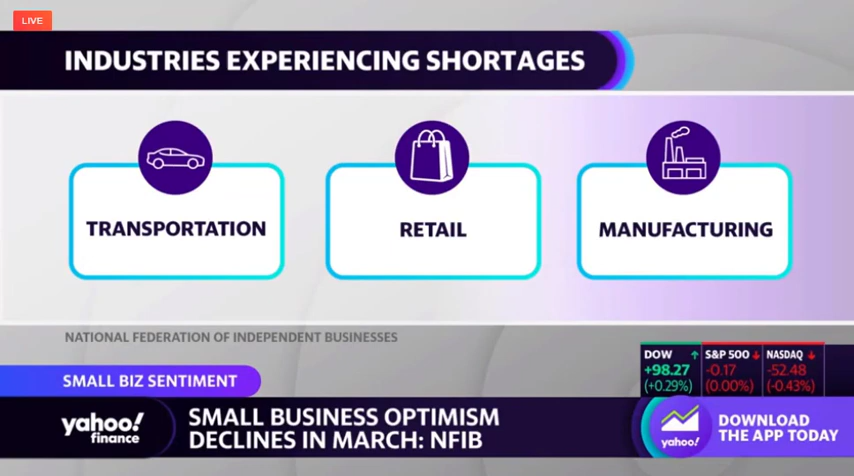 LIVE
INDUSTRIES EXPERIENCING SHORTAGES
TRANSPORTATION
RETAIL
MANUFACTURING
NATIONAL FEDERATION OF INDEPENDENT BUSINESSES
SMALL BIZ SENTIMENT
DOW
+98.27
(+0.29%)
S&P 500
-0.17
(0.00%)
NASDAQ
-52.48
(-0.43%)
yahoo!
finance
SMALL BUSINESS OPTIMISM
DECLINES IN MARCH: NFIB
yahoo!
DOWNLOAD
THE APP TODAY